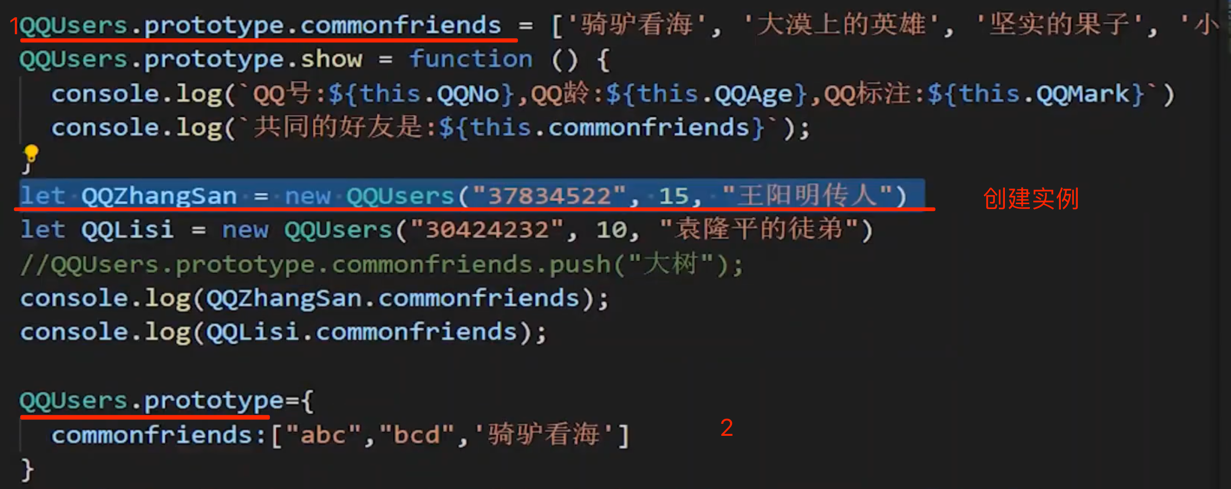 1QQUsers.prototype.commonfriends = ['骑驴看海', '大漠上的英雄', '坚实的果子', '小
QQUsers.prototype.show = function () {
console.log(`QQ号:${this.QQNo},QQ龄:${this.QQAge},QQ标注:${this.QQMark}`)
console.log(`共同的好友是:${this.commonfriends}`);
}
let QQZhangSan = new QQUsers("37834522", 15, "王阳明传人") 创建实例
let QQLisi = new QQUsers("30424232", 10, "袁隆平的徒弟")
//QQUsers.prototype.commonfriends.push("大树");
console.log(QQZhangSan.commonfriends);
console.log(QQLisi.commonfriends);
QQUsers.prototype={
commonfriends:["abc","bcd",'骑驴看海'] 2
}